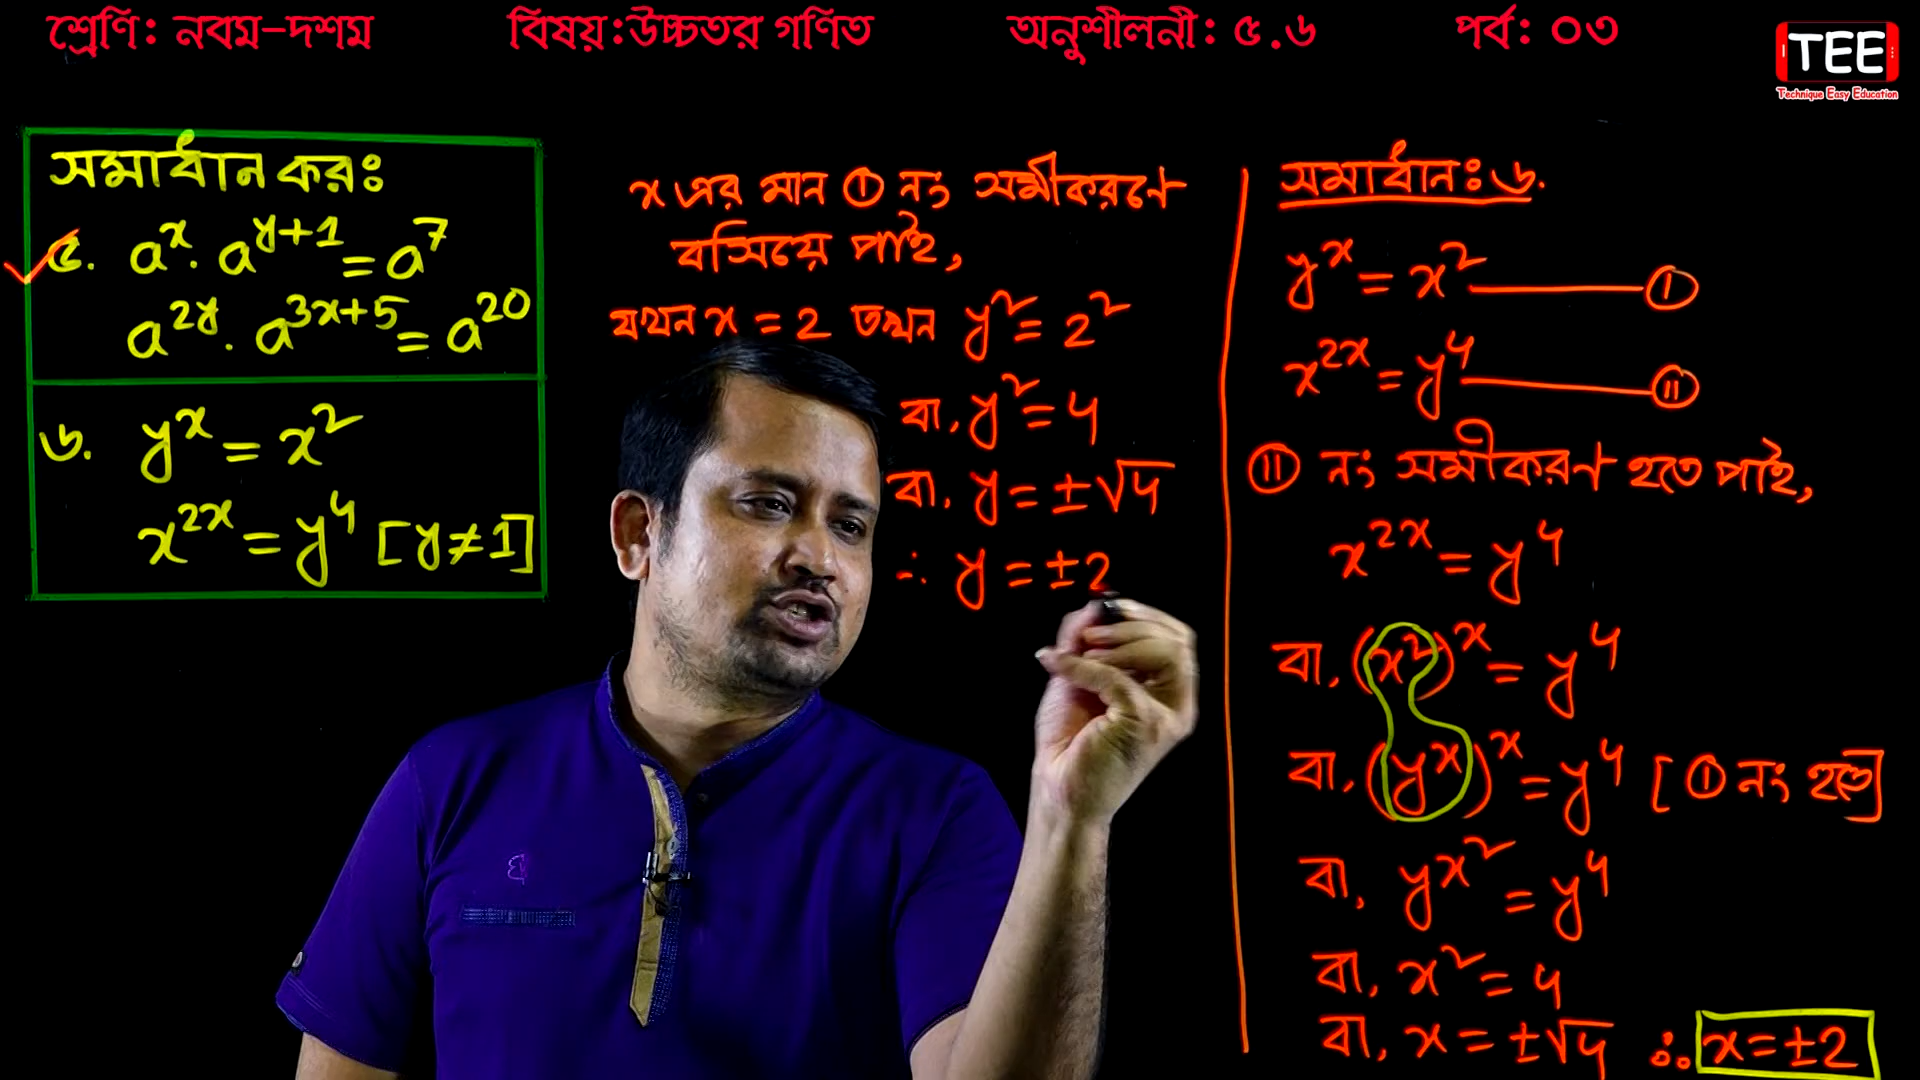 শ্রেণি: নবম-দশম বিষয়:উচ্চতর গণিত অনুশীলনী: ৫.৬ পর্ব: ০৩
TEE
Technique Easy Education
সমাধান করঃ
৫. a^x . a^{y+1} = a^7
a^{2y} . a^{3x+5} = a^{20}
৬. y^x = x^2
x^{2x} = y^4 [y≠1]
x এর মান ① নং সমীকরণে
বসিয়ে পাই,
যখন x = 2 তখন y^2 = 2^2
বা, y^2 = 4
বা, y = ±√4
∴ y = ±2
সমাধানঃ ৬.
y^x = x^2 —— ①
x^{2x} = y^4 —— ⑪
⑪ নং সমীকরণ হতে পাই,
x^{2x} = y^4
বা, (x^2)^x = y^4
বা, (y^x)^x = y^4 [① নং হতে]
বা, y^{x^2} = y^4
বা, x^2 = 4
বা, x = ±√4 ∴ x = ±2